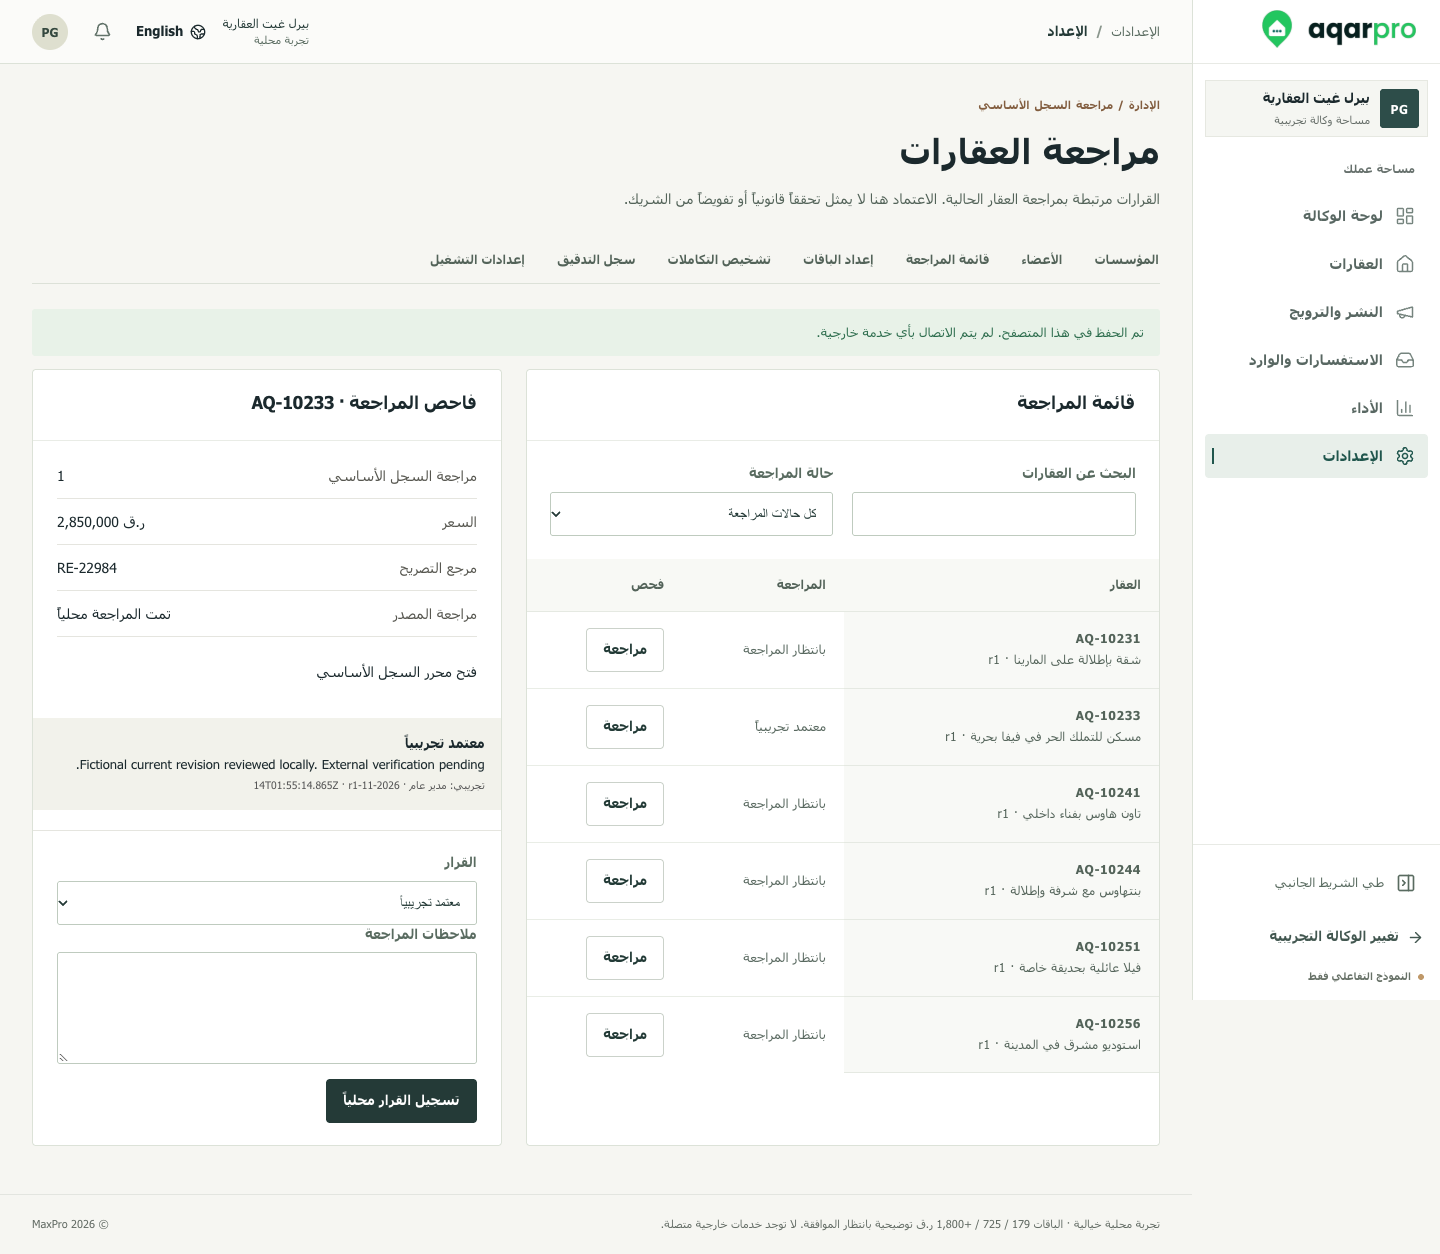 aqarpro
PG
بيرل غيت العقارية
مساحة وكالة تجريبية
مساحة عملك
لوحة الوكالة
العقارات
النشر والترويج
الاستفسارات والوارد
الأداء
الإعدادات
طي الشريط الجانبي
تغيير الوكالة التجريبية
النموذج التفاعلي فقط
الإعدادات / الإعداد
بيرل غيت العقارية
تجربة محلية
English
PG
الإدارة / مراجعة السجل الأساسي
مراجعة العقارات
القرارات مرتبطة بمراجعة العقار الحالية. الاعتماد هنا لا يمثل تحققاً قانونياً أو تفويضاً من الشريك.
المؤسسات الأعضاء قائمة المراجعة إعداد الباقات تشخيص التكاملات سجل التدقيق إعدادات التشغيل
تم الحفظ في هذا المتصفح. لم يتم الاتصال بأي خدمة خارجية.
قائمة المراجعة
البحث عن العقارات
حالة المراجعة
كل حالات المراجعة
العقار المراجعة فحص
AQ-10231
شقة بإطلالة على المارينا · r1
بانتظار المراجعة
مراجعة
AQ-10233
مسكن للتملك الحر في فيفا بحرية · r1
معتمد تجريبياً
مراجعة
AQ-10241
تاون هاوس بفناء داخلي · r1
بانتظار المراجعة
مراجعة
AQ-10244
بنتهاوس مع شرفة وإطلالة · r1
بانتظار المراجعة
مراجعة
AQ-10251
فيلا عائلية بحديقة خاصة · r1
بانتظار المراجعة
مراجعة
AQ-10256
استوديو مشرق في المدينة · r1
بانتظار المراجعة
مراجعة
فاحص المراجعة · AQ-10233
مراجعة السجل الأساسي 1
السعر 2,850,000 ر.ق
مرجع التصريح RE-22984
مراجعة المصدر تمت المراجعة محلياً
فتح محرر السجل الأساسي
معتمد تجريبياً
Fictional current revision reviewed locally. External verification pending.
تجريبي: مدير عام · r1 · 2026-11-14T01:55:14.865Z
القرار
معتمد تجريبياً
ملاحظات المراجعة
تسجيل القرار محلياً
تجربة محلية خيالية · الباقات 179 / 725 / +1,800 ر.ق توضيحية بانتظار الموافقة. لا توجد خدمات خارجية متصلة.
© MaxPro 2026